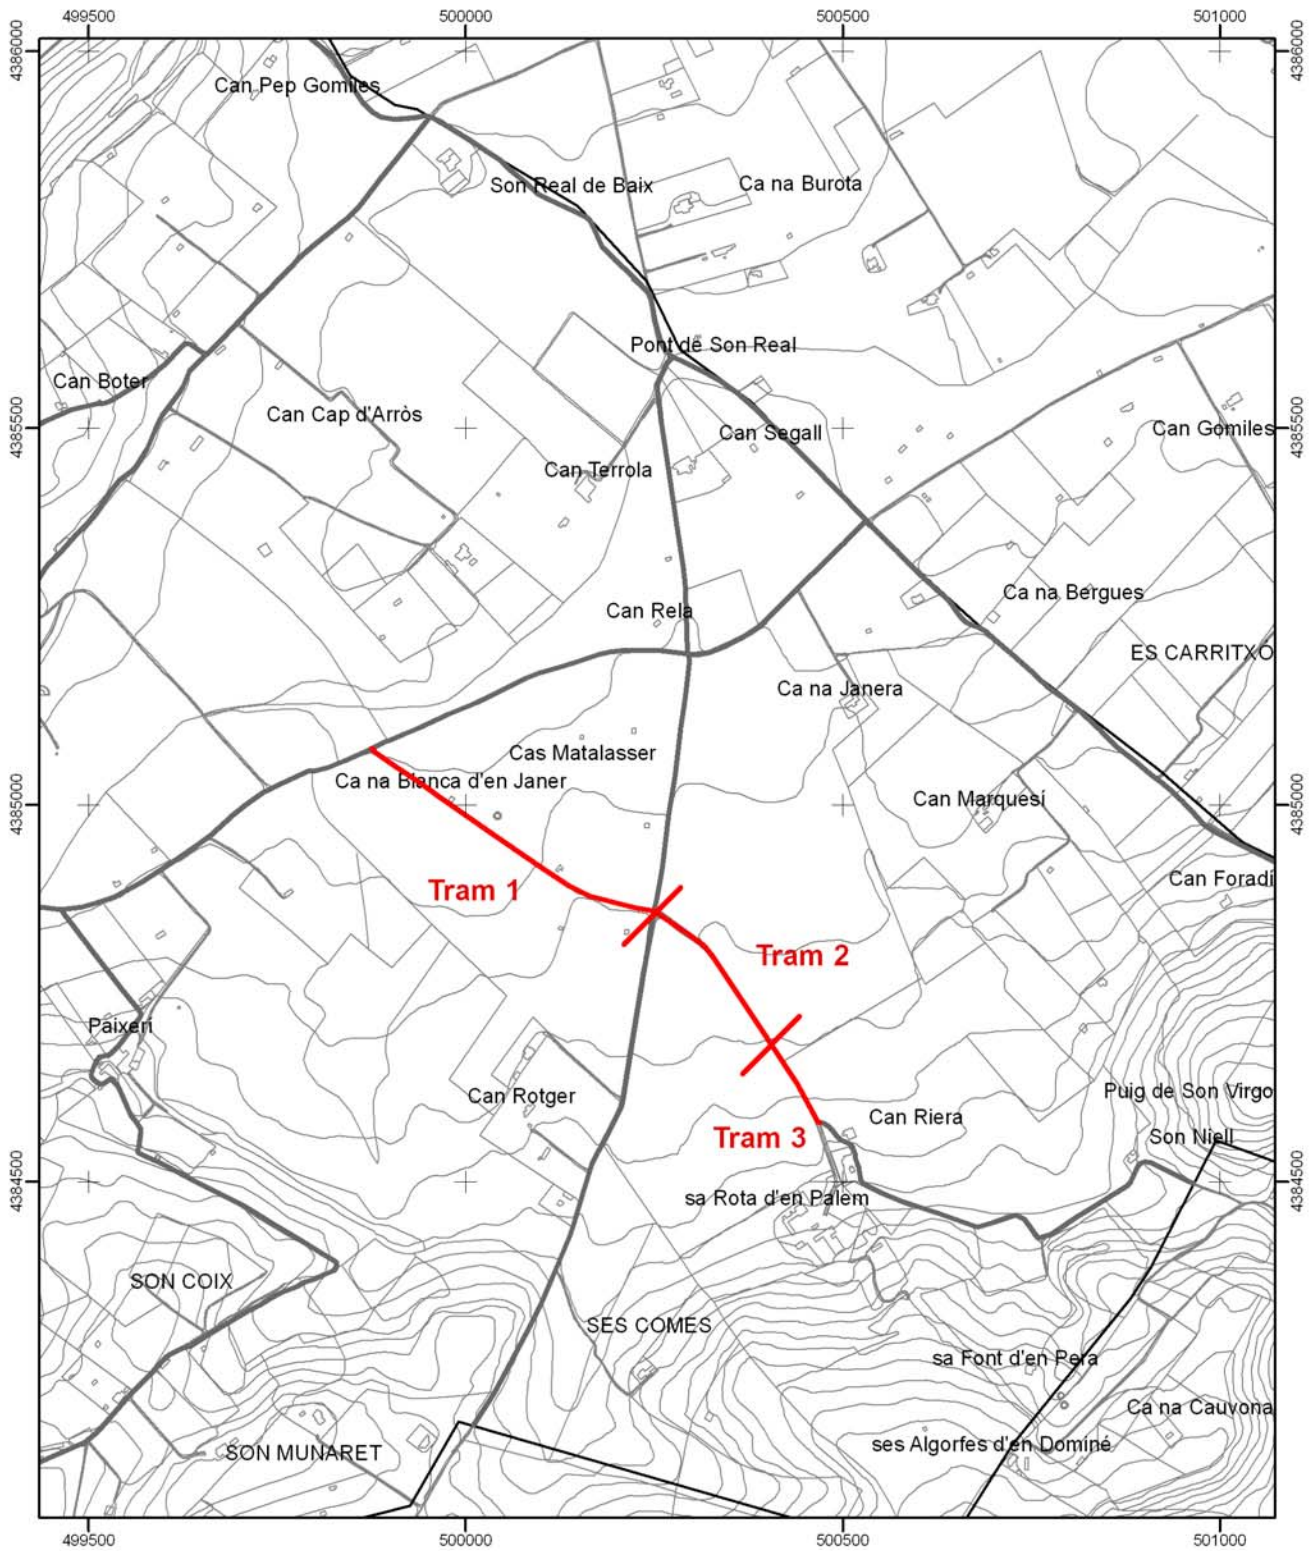 499500
500000
500500
501000
4386000
4386000
Can Pep Gomiles
Son Real de Baix
Ca na Burota
Pont de Son Real
Can Boter
Can Cap d'Arròs
4385500
Can Segall
Can Gomiles
4385500
Can Terrola
Ca na Bergues
Can Rela
ES CARRITXO
Ca na Janera
Cas Matalasser
Ca na Blanca d'en Janer
4385000
Can Marquesí
4385000
Can Foradí
Tram 1
Tram 2
Paixerí
Can Rotger
Puig de Son Virgo
Can Riera
Tram 3
Son Niell
4384500
4384500
sa Rota d'en Palem
SON COIX
SES COMES
sa Font d'en Pera
Ca na Cauvona
ses Algorfes d'en Dominé
SON MUNARET
499500
500000
500500
501000